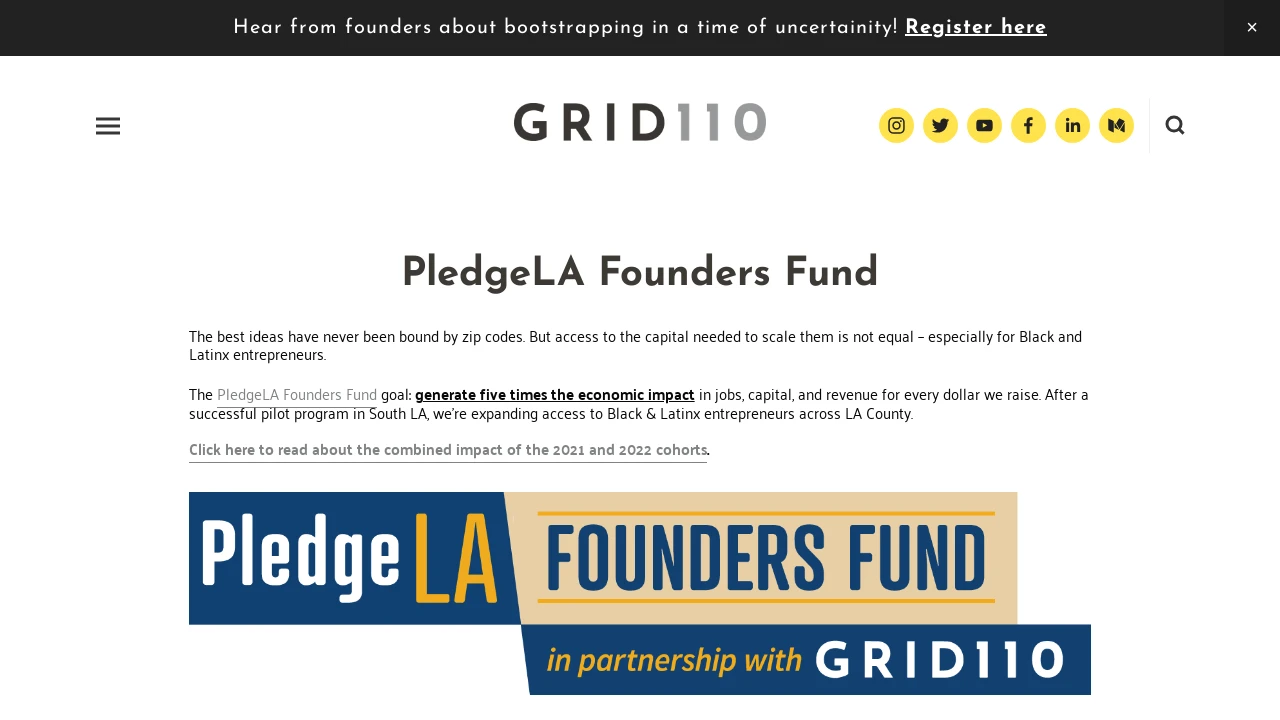 Hear from founders about bootstrapping in a time of uncertainity! Register here
×
GRID110
PledgeLA Founders Fund
The best ideas have never been bound by zip codes. But access to the capital needed to scale them is not equal – especially for Black and
Latinx entrepreneurs.
The PledgeLA Founders Fund goal: generate five times the economic impact in jobs, capital, and revenue for every dollar we raise. After a
successful pilot program in South LA, we’re expanding access to Black & Latinx entrepreneurs across LA County.
Click here to read about the combined impact of the 2021 and 2022 cohorts.
PledgeLA FOUNDERS FUND
in partnership with GRID110